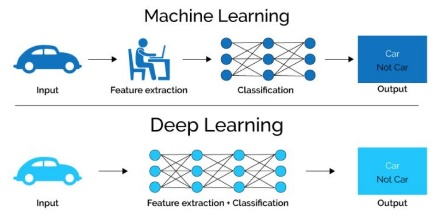 Machine Learning
Input
Feature extraction
Classification
Car
Not Car
Output
Deep Learning
Input
Feature extraction + Classification
Car
Not Car
Output